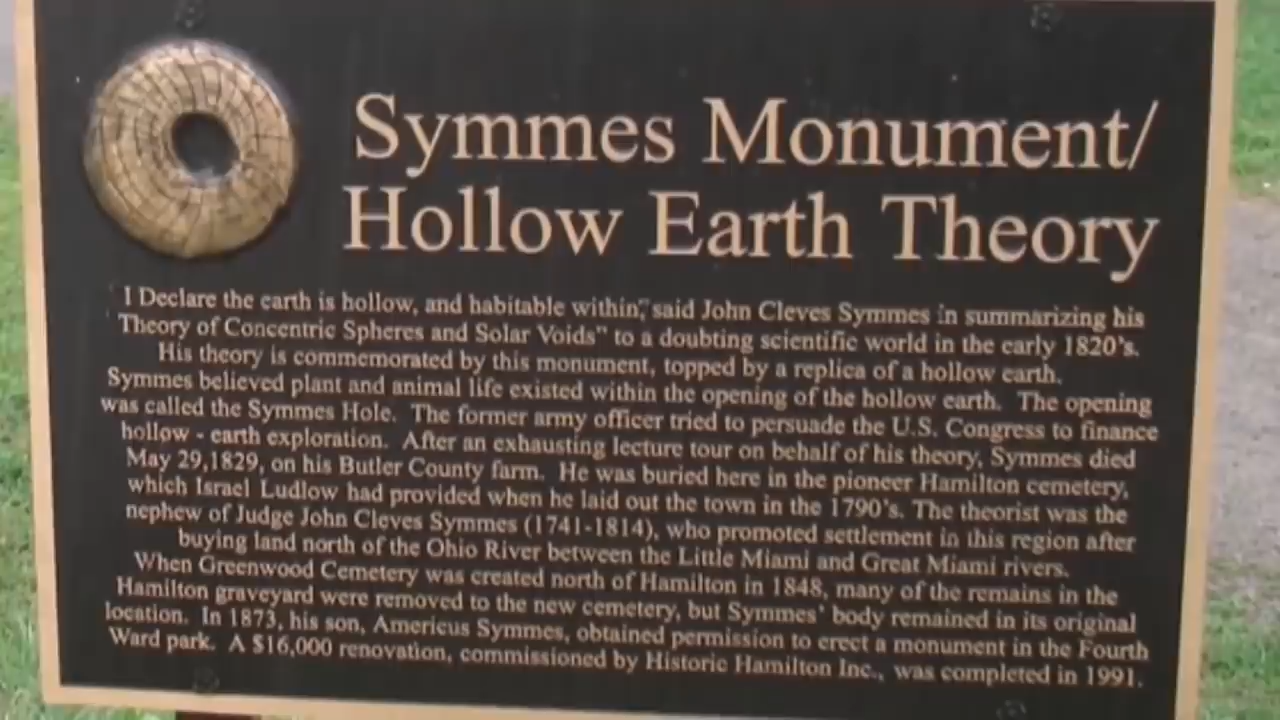 Symmes Monument/
Hollow Earth Theory
"I Declare the earth is hollow, and habitable within," said John Cleves Symmes in summarizing his
"Theory of Concentric Spheres and Solar Voids" to a doubting scientific world in the early 1820's.
His theory is commemorated by this monument, topped by a replica of a hollow earth.
Symmes believed plant and animal life existed within the opening of the hollow earth. The opening
was called the Symmes Hole. The former army officer tried to persuade the U.S. Congress to finance
hollow - earth exploration. After an exhausting lecture tour on behalf of his theory, Symmes died
May 29,1829, on his Butler County farm. He was buried here in the pioneer Hamilton cemetery,
which Israel Ludlow had provided when he laid out the town in the 1790's. The theorist was the
nephew of Judge John Cleves Symmes (1741-1814), who promoted settlement in this region after
buying land north of the Ohio River between the Little Miami and Great Miami rivers.
When Greenwood Cemetery was created north of Hamilton in 1848, many of the remains in the
Hamilton graveyard were removed to the new cemetery, but Symmes' body remained in its original
location. In 1873, his son, Americus Symmes, obtained permission to erect a monument in the Fourth
Ward park. A $16,000 renovation, commissioned by Historic Hamilton Inc., was completed in 1991.